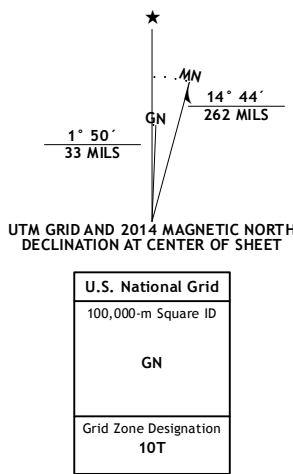 ★
MN
GN
14° 44´
262 MILS
1° 50´
33 MILS
UTM GRID AND 2014 MAGNETIC NORTH
DECLINATION AT CENTER OF SHEET
U.S. National Grid
100,000-m Square ID
GN
Grid Zone Designation
10T